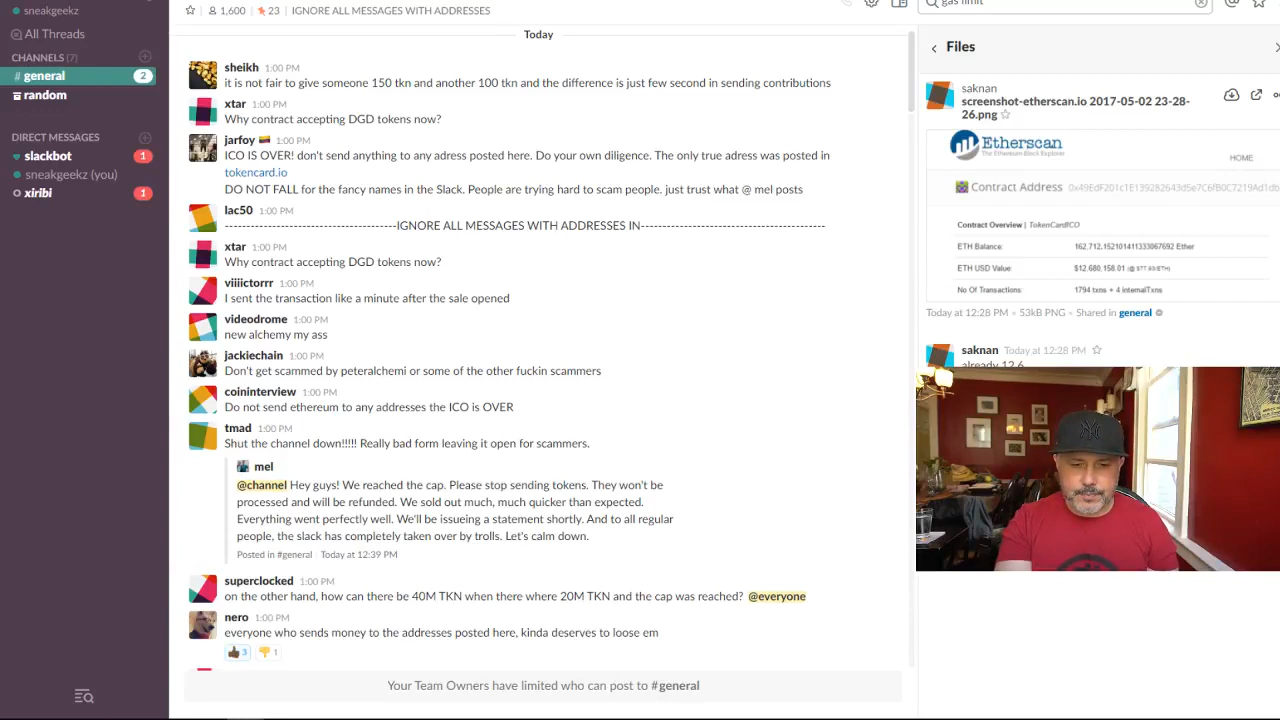 sneakgeekz
1,600
23
IGNORE ALL MESSAGES WITH ADDRESSES
gas limit
All Threads
CHANNELS (7)
# general 2
random
DIRECT MESSAGES
slackbot 1
sneakgeekz (you)
xiribi 1
Today
sheikh 1:00 PM
it is not fair to give someone 150 tkn and another 100 tkn and the difference is just few second in sending contributions
xtar 1:00 PM
Why contract accepting DGD tokens now?
jarfoy 1:00 PM
ICO IS OVER! don't send anything to any adress posted here. Do your own diligence. The only true adress was posted in
tokencard.io
DO NOT FALL for the fancy names in the Slack. People are trying hard to scam people. just trust what @ mel posts
lac50 1:00 PM
----------------------------------------IGNORE ALL MESSAGES WITH ADDRESSES IN-------------------------------------------
xtar 1:00 PM
Why contract accepting DGD tokens now?
viiiictorrr 1:00 PM
I sent the transaction like a minute after the sale opened
videodrome 1:00 PM
new alchemy my ass
jackiechain 1:00 PM
Don't get scammed by peteralchemi or some of the other fuckin scammers
coininterview 1:00 PM
Do not send ethereum to any addresses the ICO is OVER
tmad 1:00 PM
Shut the channel down!!!!! Really bad form leaving it open for scammers.
mel
@channel Hey guys! We reached the cap. Please stop sending tokens. They won't be
processed and will be refunded. We sold out much, much quicker than expected.
Everything went perfectly well. We'll be issueing a statement shortly. And to all regular
people, the slack has completely taken over by trolls. Let's calm down.
Posted in #general Today at 12:39 PM
superclocked 1:00 PM
on the other hand, how can there be 40M TKN when there where 20M TKN and the cap was reached? @everyone
nero 1:00 PM
everyone who sends money to the addresses posted here, kinda deserves to loose em
3 1
Your Team Owners have limited who can post to #general
Files
saknan
screenshot-etherscan.io 2017-05-02 23-28-
26.png
Etherscan
The Ethereum Block Explorer
HOME
Contract Address
Contract Overview | TokenCardICO
ETH Balance: 162,712.152101411333067692 Ether
ETH USD Value: $12,680,158.01
No Of Transactions: 1794 txns + 4 internalTxns
Today at 12:28 PM • 53kB PNG • Shared in general
saknan Today at 12:28 PM
already 12.6